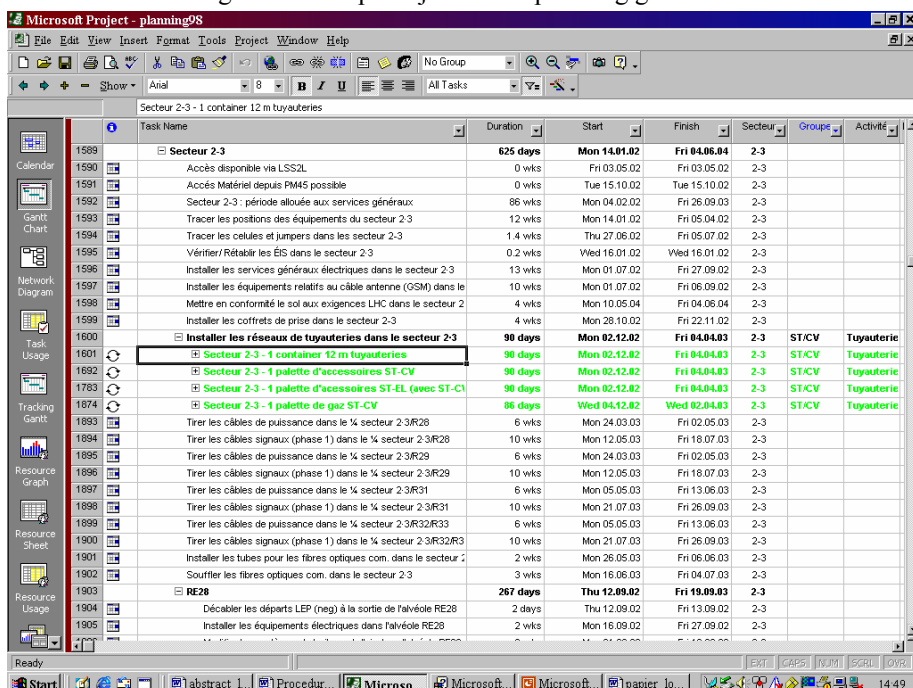 Microsoft Project - planning98
File Edit View Insert Format Tools Project Window Help
No Group
Show Arial 8 B I U All Tasks
Secteur 2-3 - 1 container 12 m tuyauteries
Task Name Duration Start Finish Secteur Groupe Activité
1589 Secteur 2-3 625 days Mon 14.01.02 Fri 04.06.04 2-3
1590 Accès disponible via LSS2L 0 wks Fri 03.05.02 Fri 03.05.02 2-3
1591 Accés Matériel depuis PM45 possible 0 wks Tue 15.10.02 Tue 15.10.02 2-3
1592 Secteur 2-3 : période allouée aux services généraux 86 wks Mon 04.02.02 Fri 26.09.03 2-3
1593 Tracer les positions des équipements du secteur 2-3 12 wks Mon 14.01.02 Fri 05.04.02 2-3
1594 Tracer les celules et jumpers dans les secteur 2-3 1.4 wks Thu 27.06.02 Fri 05.07.02 2-3
1595 Vérifier/ Rétablir les ÉIS dans le secteur 2-3 0.2 wks Wed 16.01.02 Wed 16.01.02 2-3
1596 Installer les services généraux électriques dans le secteur 2-3 13 wks Mon 01.07.02 Fri 27.09.02 2-3
1597 Installer les équipements relatifs au câble antenne (GSM) dans le 10 wks Mon 01.07.02 Fri 06.09.02 2-3
1598 Mettre en conformité le sol aux exigences LHC dans le secteur 2 4 wks Mon 10.05.04 Fri 04.06.04 2-3
1599 Installer les coffrets de prise dans le secteur 2-3 4 wks Mon 28.10.02 Fri 22.11.02 2-3
1600 Installer les réseaux de tuyauteries dans le secteur 2-3 90 days Mon 02.12.02 Fri 04.04.03 2-3 ST/CV Tuyauterie
1601 Secteur 2-3 - 1 container 12 m tuyauteries 90 days Mon 02.12.02 Fri 04.04.03 2-3 ST/CV Tuyauterie
1692 Secteur 2-3 - 1 palette d'accessoires ST-CV 90 days Mon 02.12.02 Fri 04.04.03 2-3 ST/CV Tuyauterie
1783 Secteur 2-3 - 1 palette d'acessoires ST-EL (avec ST-CV 90 days Mon 02.12.02 Fri 04.04.03 2-3 ST/CV Tuyauterie
1874 Secteur 2-3 - 1 palette de gaz ST-CV 86 days Wed 04.12.02 Wed 02.04.03 2-3 ST/CV Tuyauterie
1893 Tirer les câbles de puissance dans le ¼ secteur 2-3/R28 6 wks Mon 24.03.03 Fri 02.05.03 2-3
1894 Tirer les câbles signaux (phase 1) dans le ¼ secteur 2-3/R28 10 wks Mon 12.05.03 Fri 18.07.03 2-3
1895 Tirer les câbles de puissance dans le ¼ secteur 2-3/R29 6 wks Mon 24.03.03 Fri 02.05.03 2-3
1896 Tirer les câbles signaux (phase 1) dans le ¼ secteur 2-3/R29 10 wks Mon 12.05.03 Fri 18.07.03 2-3
1897 Tirer les câbles de puissance dans le ¼ secteur 2-3/R31 6 wks Mon 05.05.03 Fri 13.06.03 2-3
1898 Tirer les câbles signaux (phase 1) dans le ¼ secteur 2-3/R31 10 wks Mon 21.07.03 Fri 26.09.03 2-3
1899 Tirer les câbles de puissance dans le ¼ secteur 2-3/R32/R33 6 wks Mon 05.05.03 Fri 13.06.03 2-3
1900 Tirer les câbles signaux (phase 1) dans le ¼ secteur 2-3/R32/R3 10 wks Mon 21.07.03 Fri 26.09.03 2-3
1901 Installer les tubes pour les fibres optiques com. dans le secteur 2 2 wks Mon 26.05.03 Fri 06.06.03 2-3
1902 Souffler les fibres optiques com. dans le secteur 2-3 3 wks Mon 16.06.03 Fri 04.07.03 2-3
1903 RE28 267 days Thu 12.09.02 Fri 19.09.03 2-3
1904 Décabler les départs LEP (neg) à la sortie de l'alvéole RE28 2 days Thu 12.09.02 Fri 13.09.02 2-3
1905 Installer les équipements électriques dans l'alvéole RE28 2 wks Mon 16.09.02 Fri 27.09.02 2-3
Calendar
Gantt Chart
Network Diagram
Task Usage
Tracking Gantt
Resource Graph
Resource Sheet
Resource Usage
Ready EXT CAPS NUM SCRL OVR
Start abstract_l... Procedur... Microso... Microsoft... Microsoft... papier_lo... 14:49